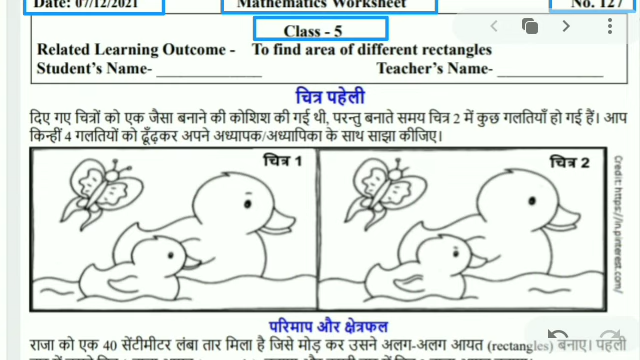 Date: 07/12/2021 Mathematics Worksheet No. 127
Class - 5
Related Learning Outcome - To find area of different rectangles
Student's Name- Teacher's Name-
चित्र पहेली
दिए गए चित्रों को एक जैसा बनाने की कोशिश की गई थी, परन्तु बनाते समय चित्र 2 में कुछ गलतियाँ हो गई हैं। आप
किन्हीं 4 गलतियों को ढूँढ़कर अपने अध्यापक/अध्यापिका के साथ साझा कीजिए।
चित्र 1
चित्र 2
Credit: https://in.pinterest.com/
परिमाप और क्षेत्रफल
राजा को एक 40 सेंटीमीटर लंबा तार मिला है जिसे मोड़ कर उसने अलग-अलग आयत (rectangles) बनाए। पहली